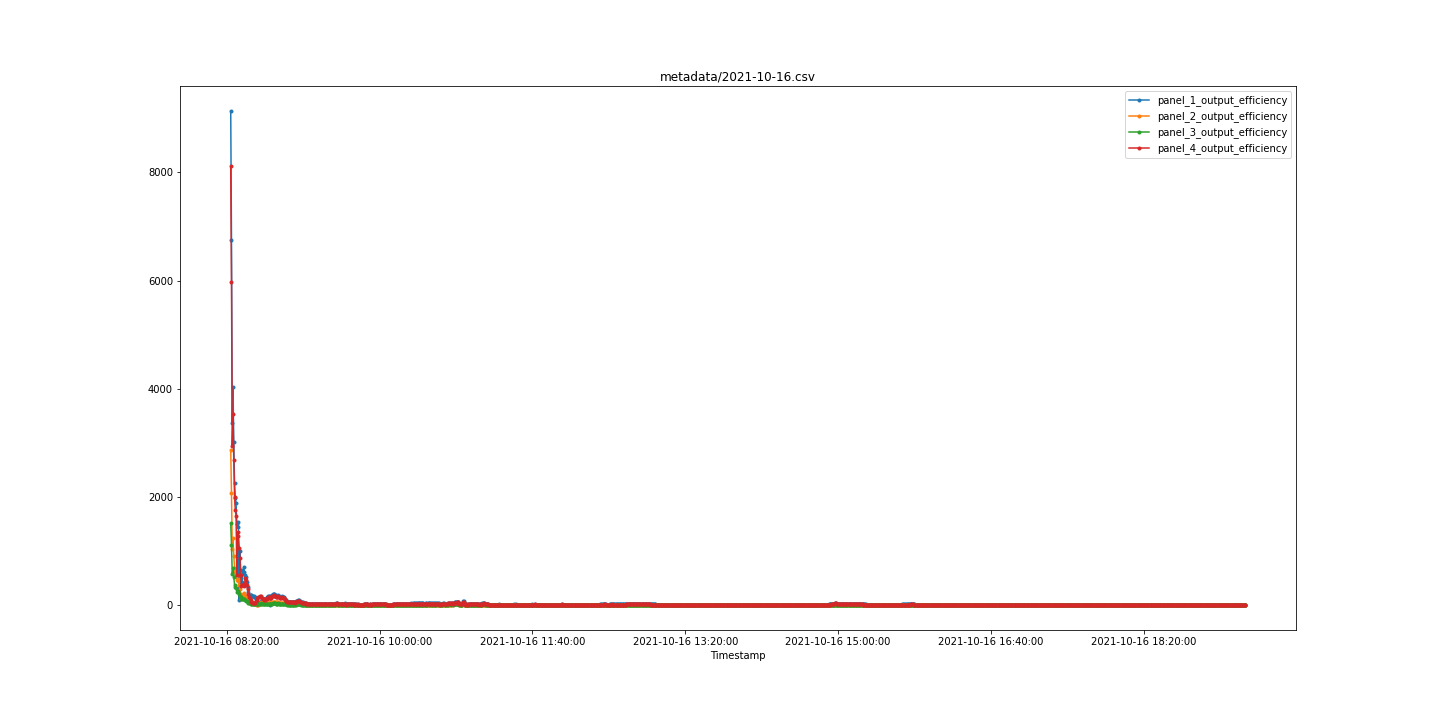 metadata/2021-10-16.csv
panel_1_output_efficiency
panel_2_output_efficiency
panel_3_output_efficiency
panel_4_output_efficiency
8000
6000
4000
2000
0
2021-10-16 08:20:00 2021-10-16 10:00:00 2021-10-16 11:40:00 2021-10-16 13:20:00 2021-10-16 15:00:00 2021-10-16 16:40:00 2021-10-16 18:20:00
Timestamp